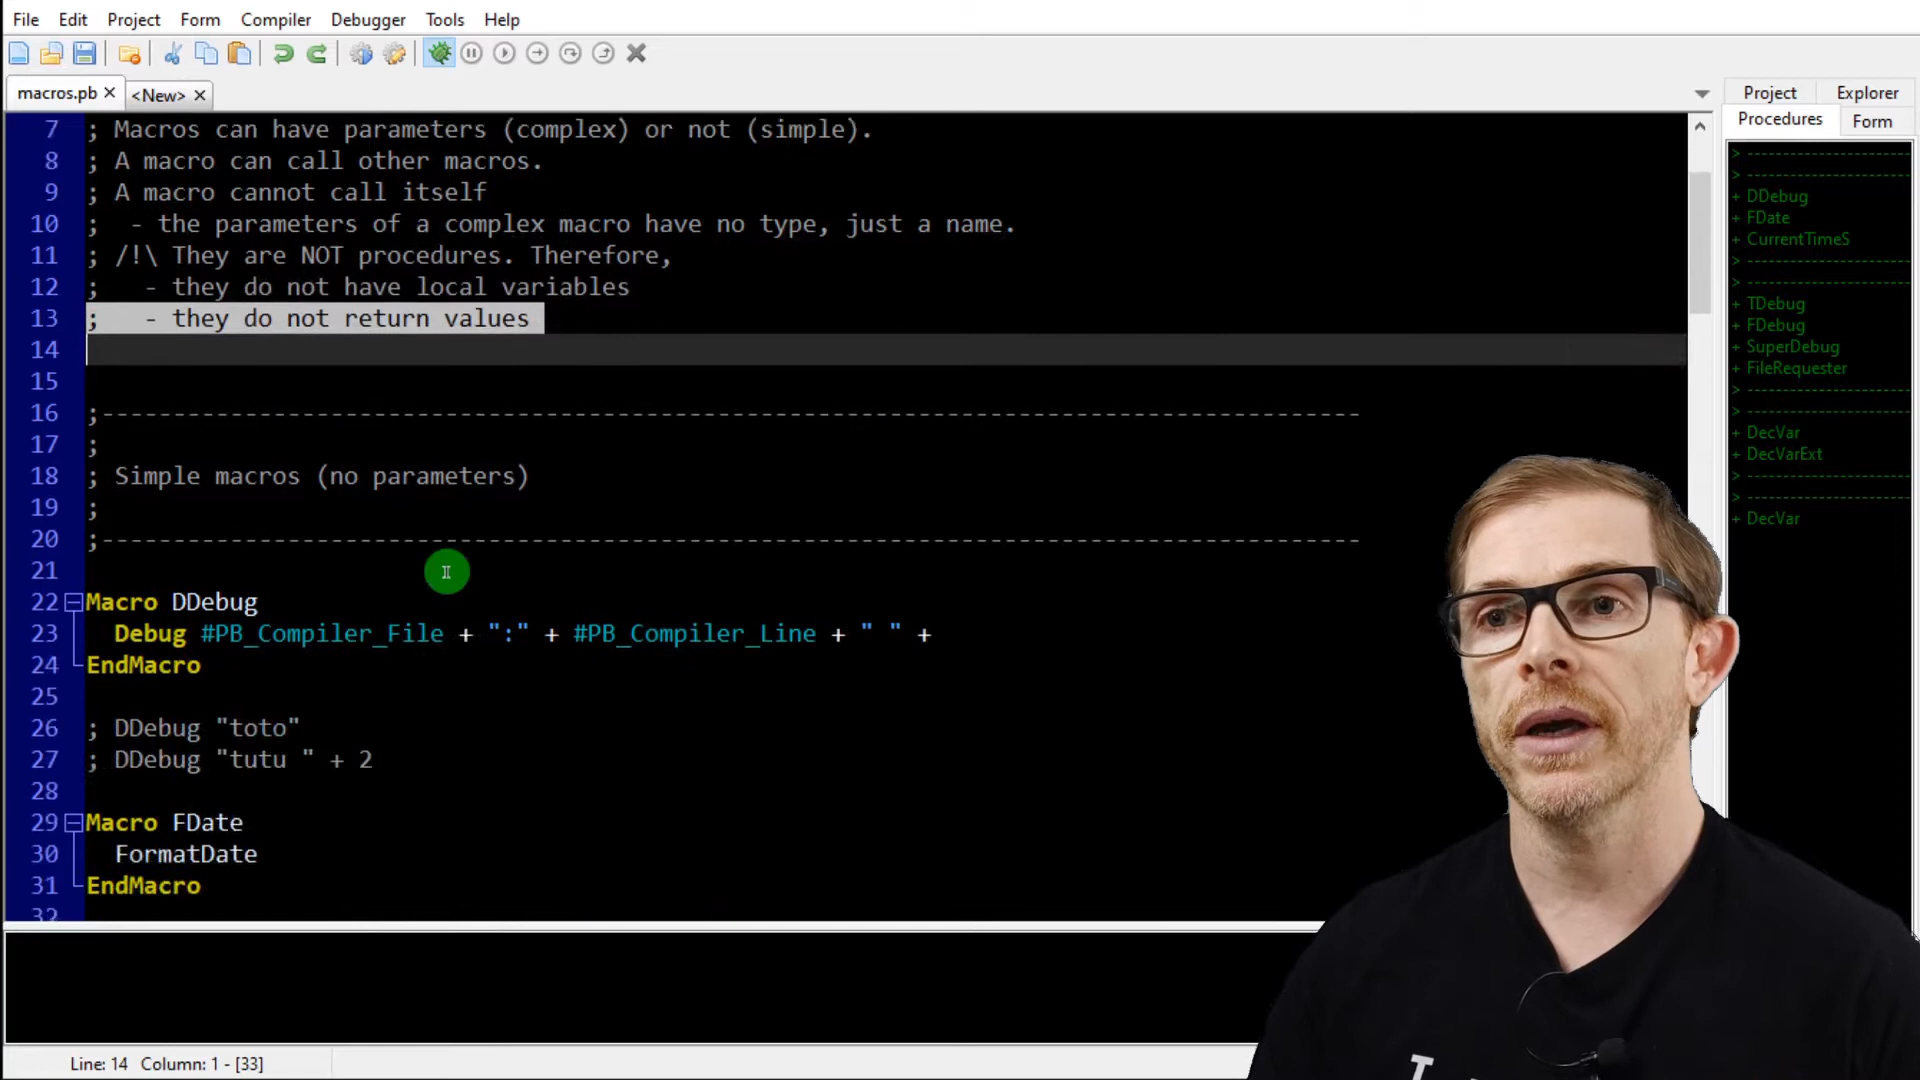 File Edit Project Form Compiler Debugger Tools Help
macros.pb <New>
Project Explorer
Procedures Form
7 ; Macros can have parameters (complex) or not (simple).
8 ; A macro can call other macros.
9 ; A macro cannot call itself
10 ;  - the parameters of a complex macro have no type, just a name.
11 ; /!\ They are NOT procedures. Therefore,
12 ;   - they do not have local variables
13 ;   - they do not return values
14
15
16 ;----------------------------------------------------------------------------------------
17 ;
18 ; Simple macros (no parameters)
19 ;
20 ;----------------------------------------------------------------------------------------
21
22 Macro DDebug
23   Debug #PB_Compiler_File + ":" + #PB_Compiler_Line + " " +
24 EndMacro
25
26 ; DDebug "toto"
27 ; DDebug "tutu " + 2
28
29 Macro FDate
30   FormatDate
31 EndMacro
32
> ----------------------
> ----------------------
+ DDebug
+ FDate
+ CurrentTimeS
> ----------------------
> ----------------------
+ TDebug
+ FDebug
+ SuperDebug
+ FileRequester
> ----------------------
> ----------------------
+ DecVar
+ DecVarExt
> ----------------------
> ----------------------
+ DecVar
Line: 14 Column: 1 - [33]